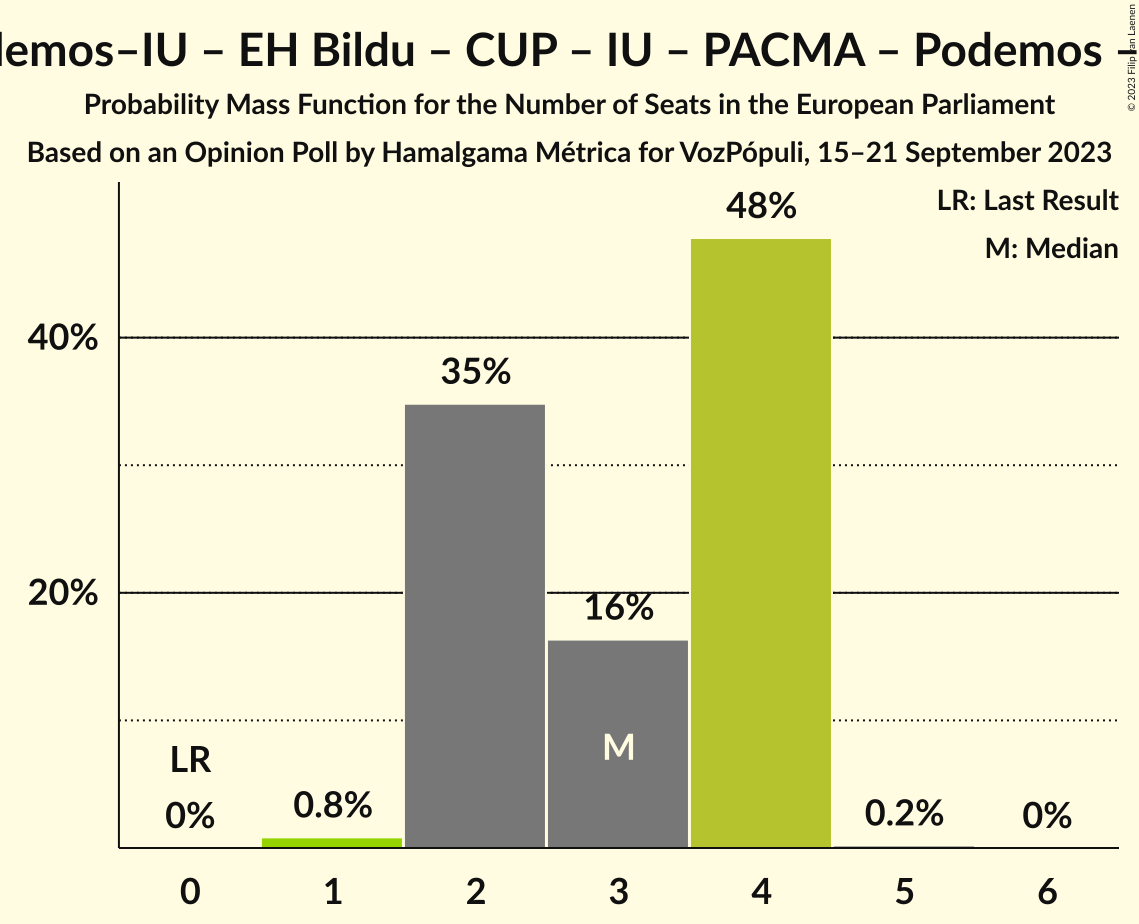 emos–IU – EH Bildu – CUP – IU – PACMA – Podemos –
© 2023 Filip van Laenen
Probability Mass Function for the Number of Seats in the European Parliament
Based on an Opinion Poll by Hamalgama Métrica for VozPópuli, 15–21 September 2023
LR: Last Result
M: Median
48%
40%
35%
20%
16%
M
LR
0%
0.8%
0.2%
0%
0 1 2 3 4 5 6